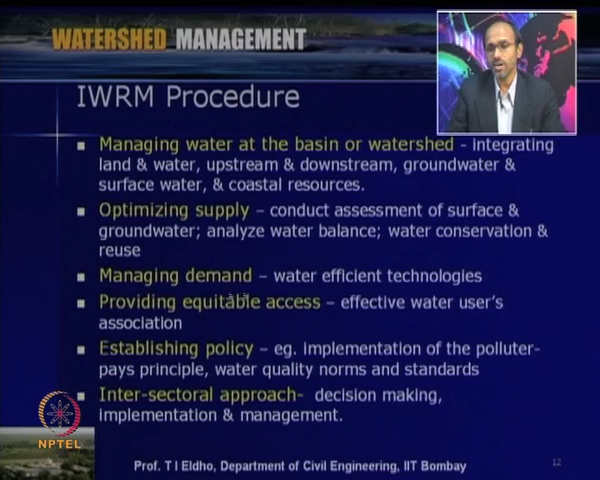 WATERSHED MANAGEMENT
IWRM Procedure
Managing water at the basin or watershed - integrating
land & water, upstream & downstream, groundwater &
surface water, & coastal resources.
Optimizing supply – conduct assessment of surface &
groundwater; analyze water balance; water conservation &
reuse
Managing demand – water efficient technologies
Providing equitable access – effective water user's
association
Establishing policy – eg. implementation of the polluter-
pays principle, water quality norms and standards
Inter-sectoral approach- decision making,
implementation & management.
NPTEL
Prof. T I Eldho, Department of Civil Engineering, IIT Bombay
12